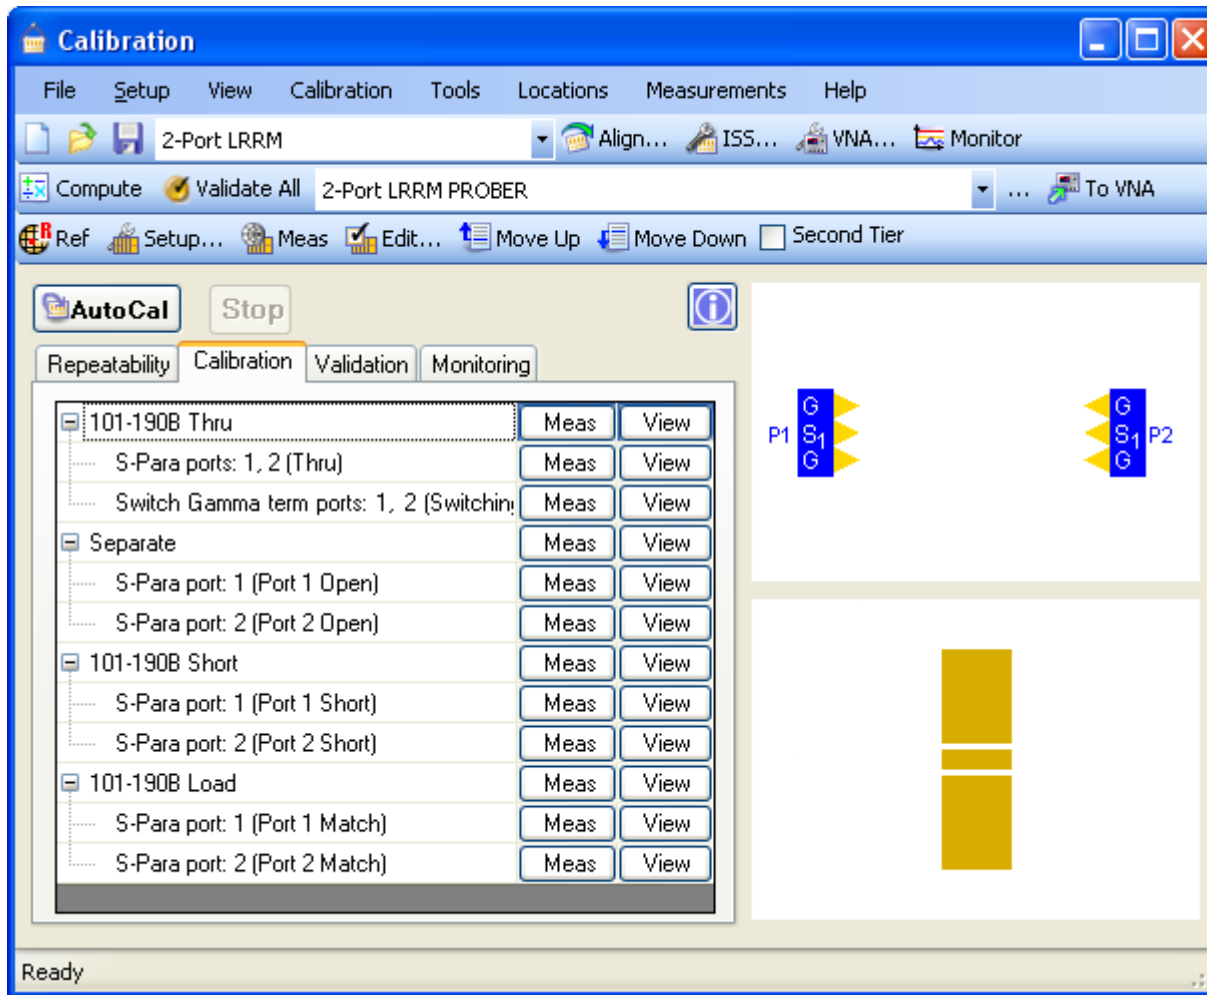 Calibration
File Setup View Calibration Tools Locations Measurements Help
2-Port LRRM Align... ISS... VNA... Monitor
Compute Validate All 2-Port LRRM PROBER ... To VNA
R Ref Setup... Meas Edit... Move Up Move Down Second Tier
AutoCal Stop
Repeatability Calibration Validation Monitoring
101-190B Thru Meas View
S-Para ports: 1, 2 (Thru) Meas View
Switch Gamma term ports: 1, 2 (Switching Meas View
Separate Meas View
S-Para port: 1 (Port 1 Open) Meas View
S-Para port: 2 (Port 2 Open) Meas View
101-190B Short Meas View
S-Para port: 1 (Port 1 Short) Meas View
S-Para port: 2 (Port 2 Short) Meas View
101-190B Load Meas View
S-Para port: 1 (Port 1 Match) Meas View
S-Para port: 2 (Port 2 Match) Meas View
G G
P1 S1 S1 P2
G G
Ready